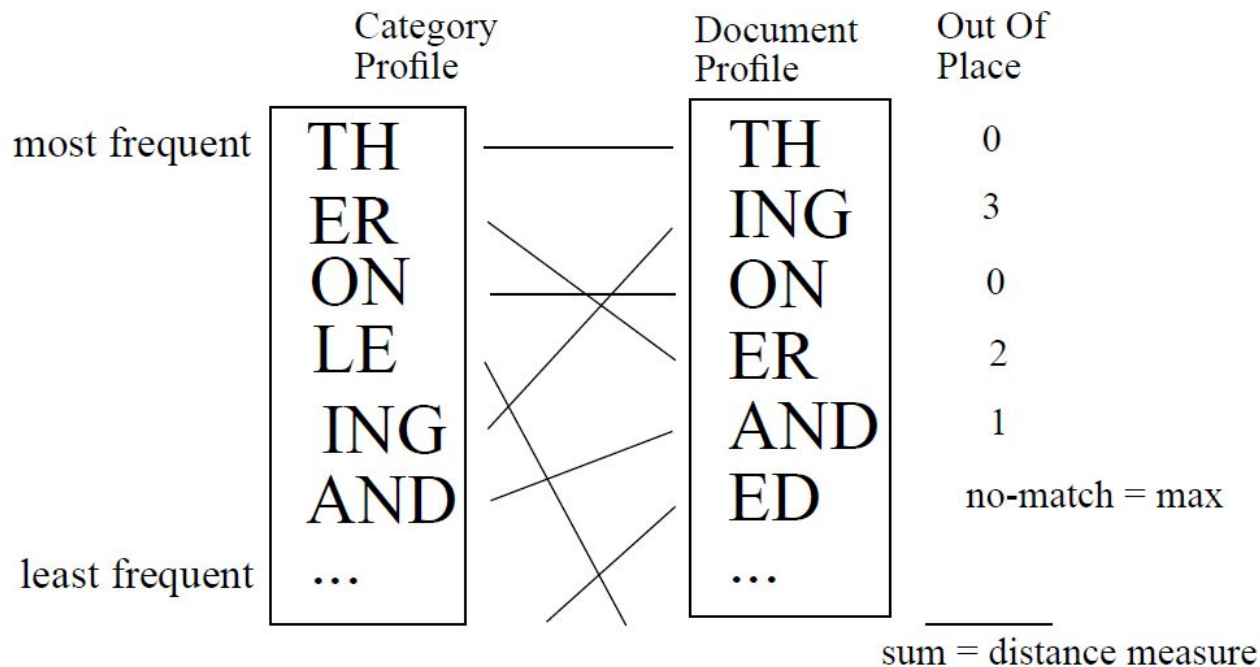 Category
Profile
Document
Profile
Out Of
Place
most frequent
TH
TH
0
ER
ING
3
ON
ON
0
LE
ER
2
ING
AND
1
AND
ED
no-match = max
least frequent
...
...
sum = distance measure